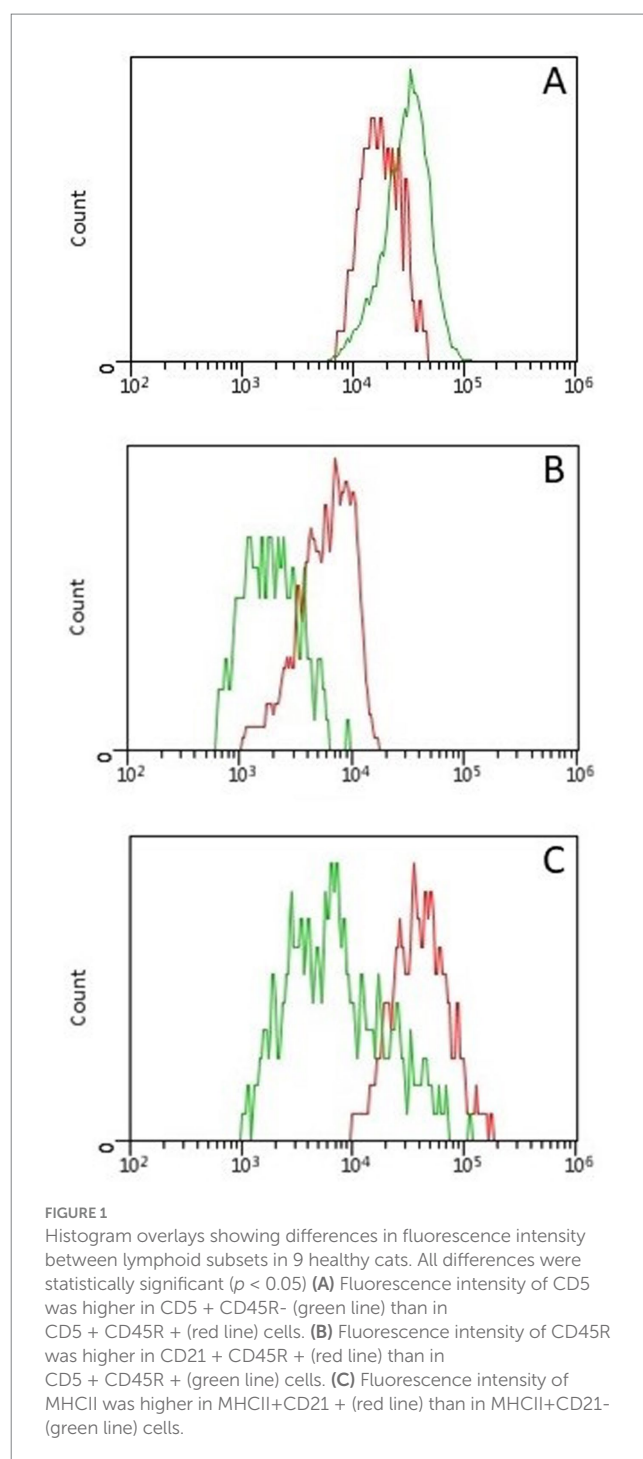 A
Count
0
10² 10³ 10⁴ 10⁵ 10⁶
B
Count
0
10² 10³ 10⁴ 10⁵ 10⁶
C
Count
0
10² 10³ 10⁴ 10⁵ 10⁶
FIGURE 1
Histogram overlays showing differences in fluorescence intensity
between lymphoid subsets in 9 healthy cats. All differences were
statistically significant (p < 0.05) (A) Fluorescence intensity of CD5
was higher in CD5 + CD45R- (green line) than in
CD5 + CD45R + (red line) cells. (B) Fluorescence intensity of CD45R
was higher in CD21 + CD45R + (red line) than in
CD5 + CD45R + (green line) cells. (C) Fluorescence intensity of
MHCII was higher in MHCII+CD21 + (red line) than in MHCII+CD21-
(green line) cells.